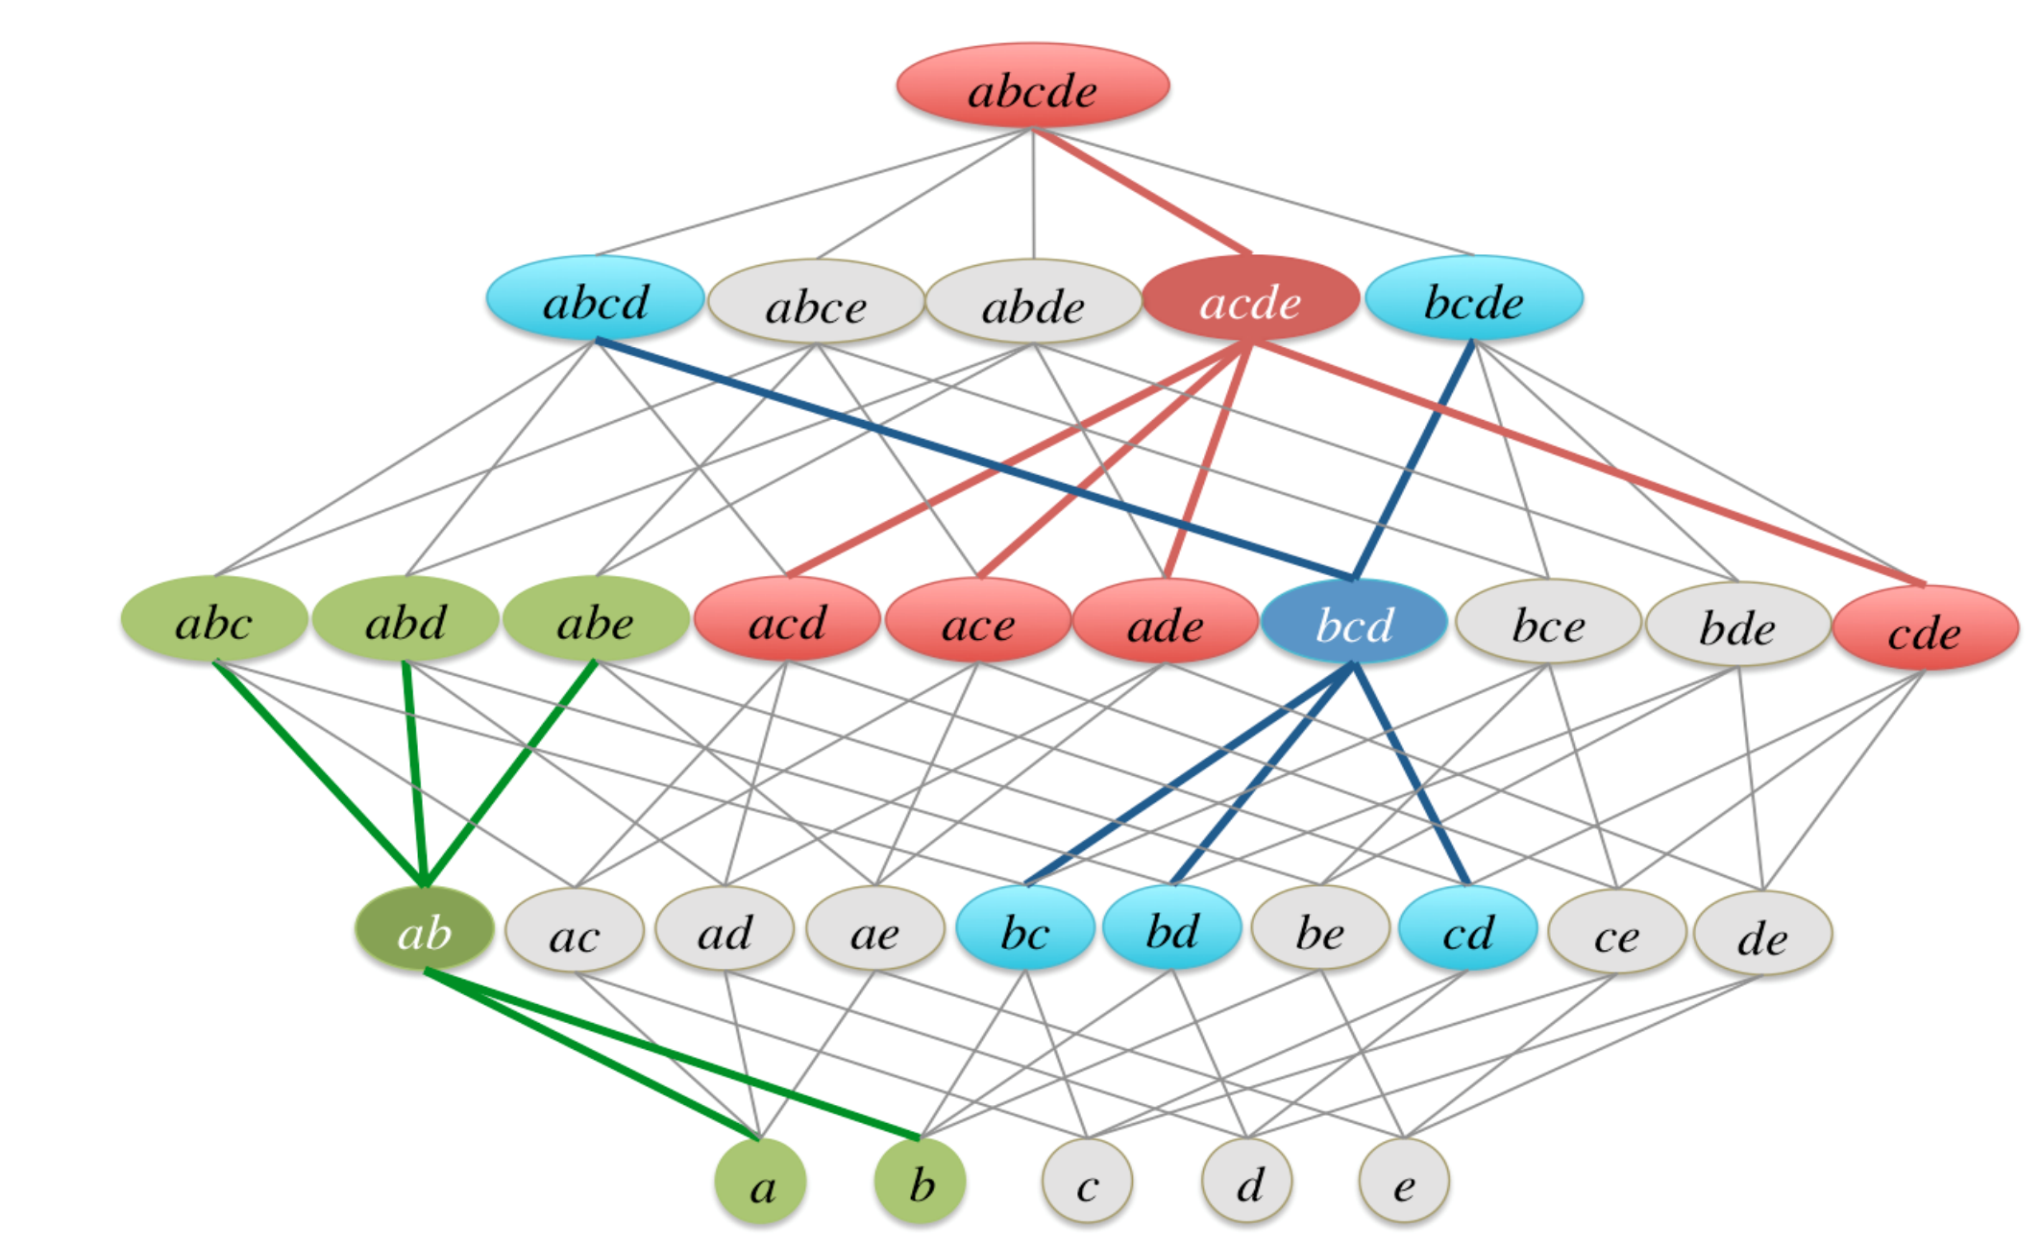 abcde
abcd abce abde acde bcde
abc abd abe acd ace ade bcd bce bde cde
ab ac ad ae bc bd be cd ce de
a b c d e